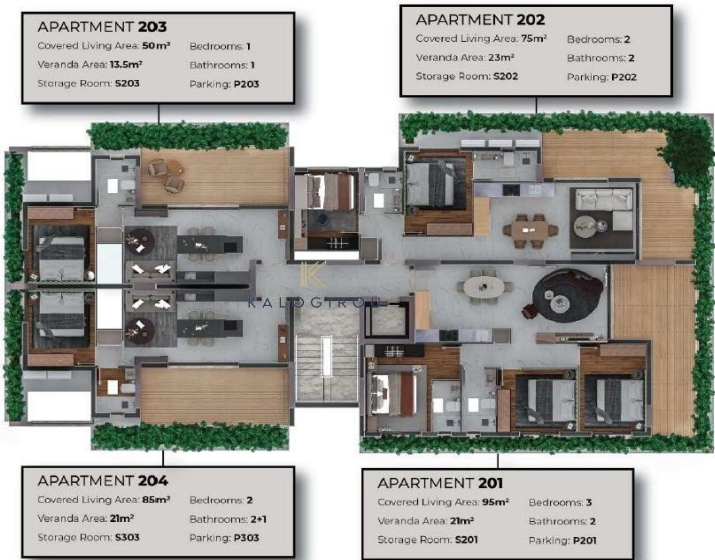 APARTMENT 203
Covered Living Area: 50m² Bedrooms: 1
Veranda Area: 13.5m² Bathrooms: 1
Storage Room: S203 Parking: P203
APARTMENT 202
Covered Living Area: 75m² Bedrooms: 2
Veranda Area: 23m² Bathrooms: 2
Storage Room: S202 Parking: P202
K
KALOGIROU
APARTMENT 204
Covered Living Area: 85m² Bedrooms: 2
Veranda Area: 21m² Bathrooms: 2+1
Storage Room: S303 Parking: P303
APARTMENT 201
Covered Living Area: 95m² Bedrooms: 3
Veranda Area: 21m² Bathrooms: 2
Storage Room: S201 Parking: P201